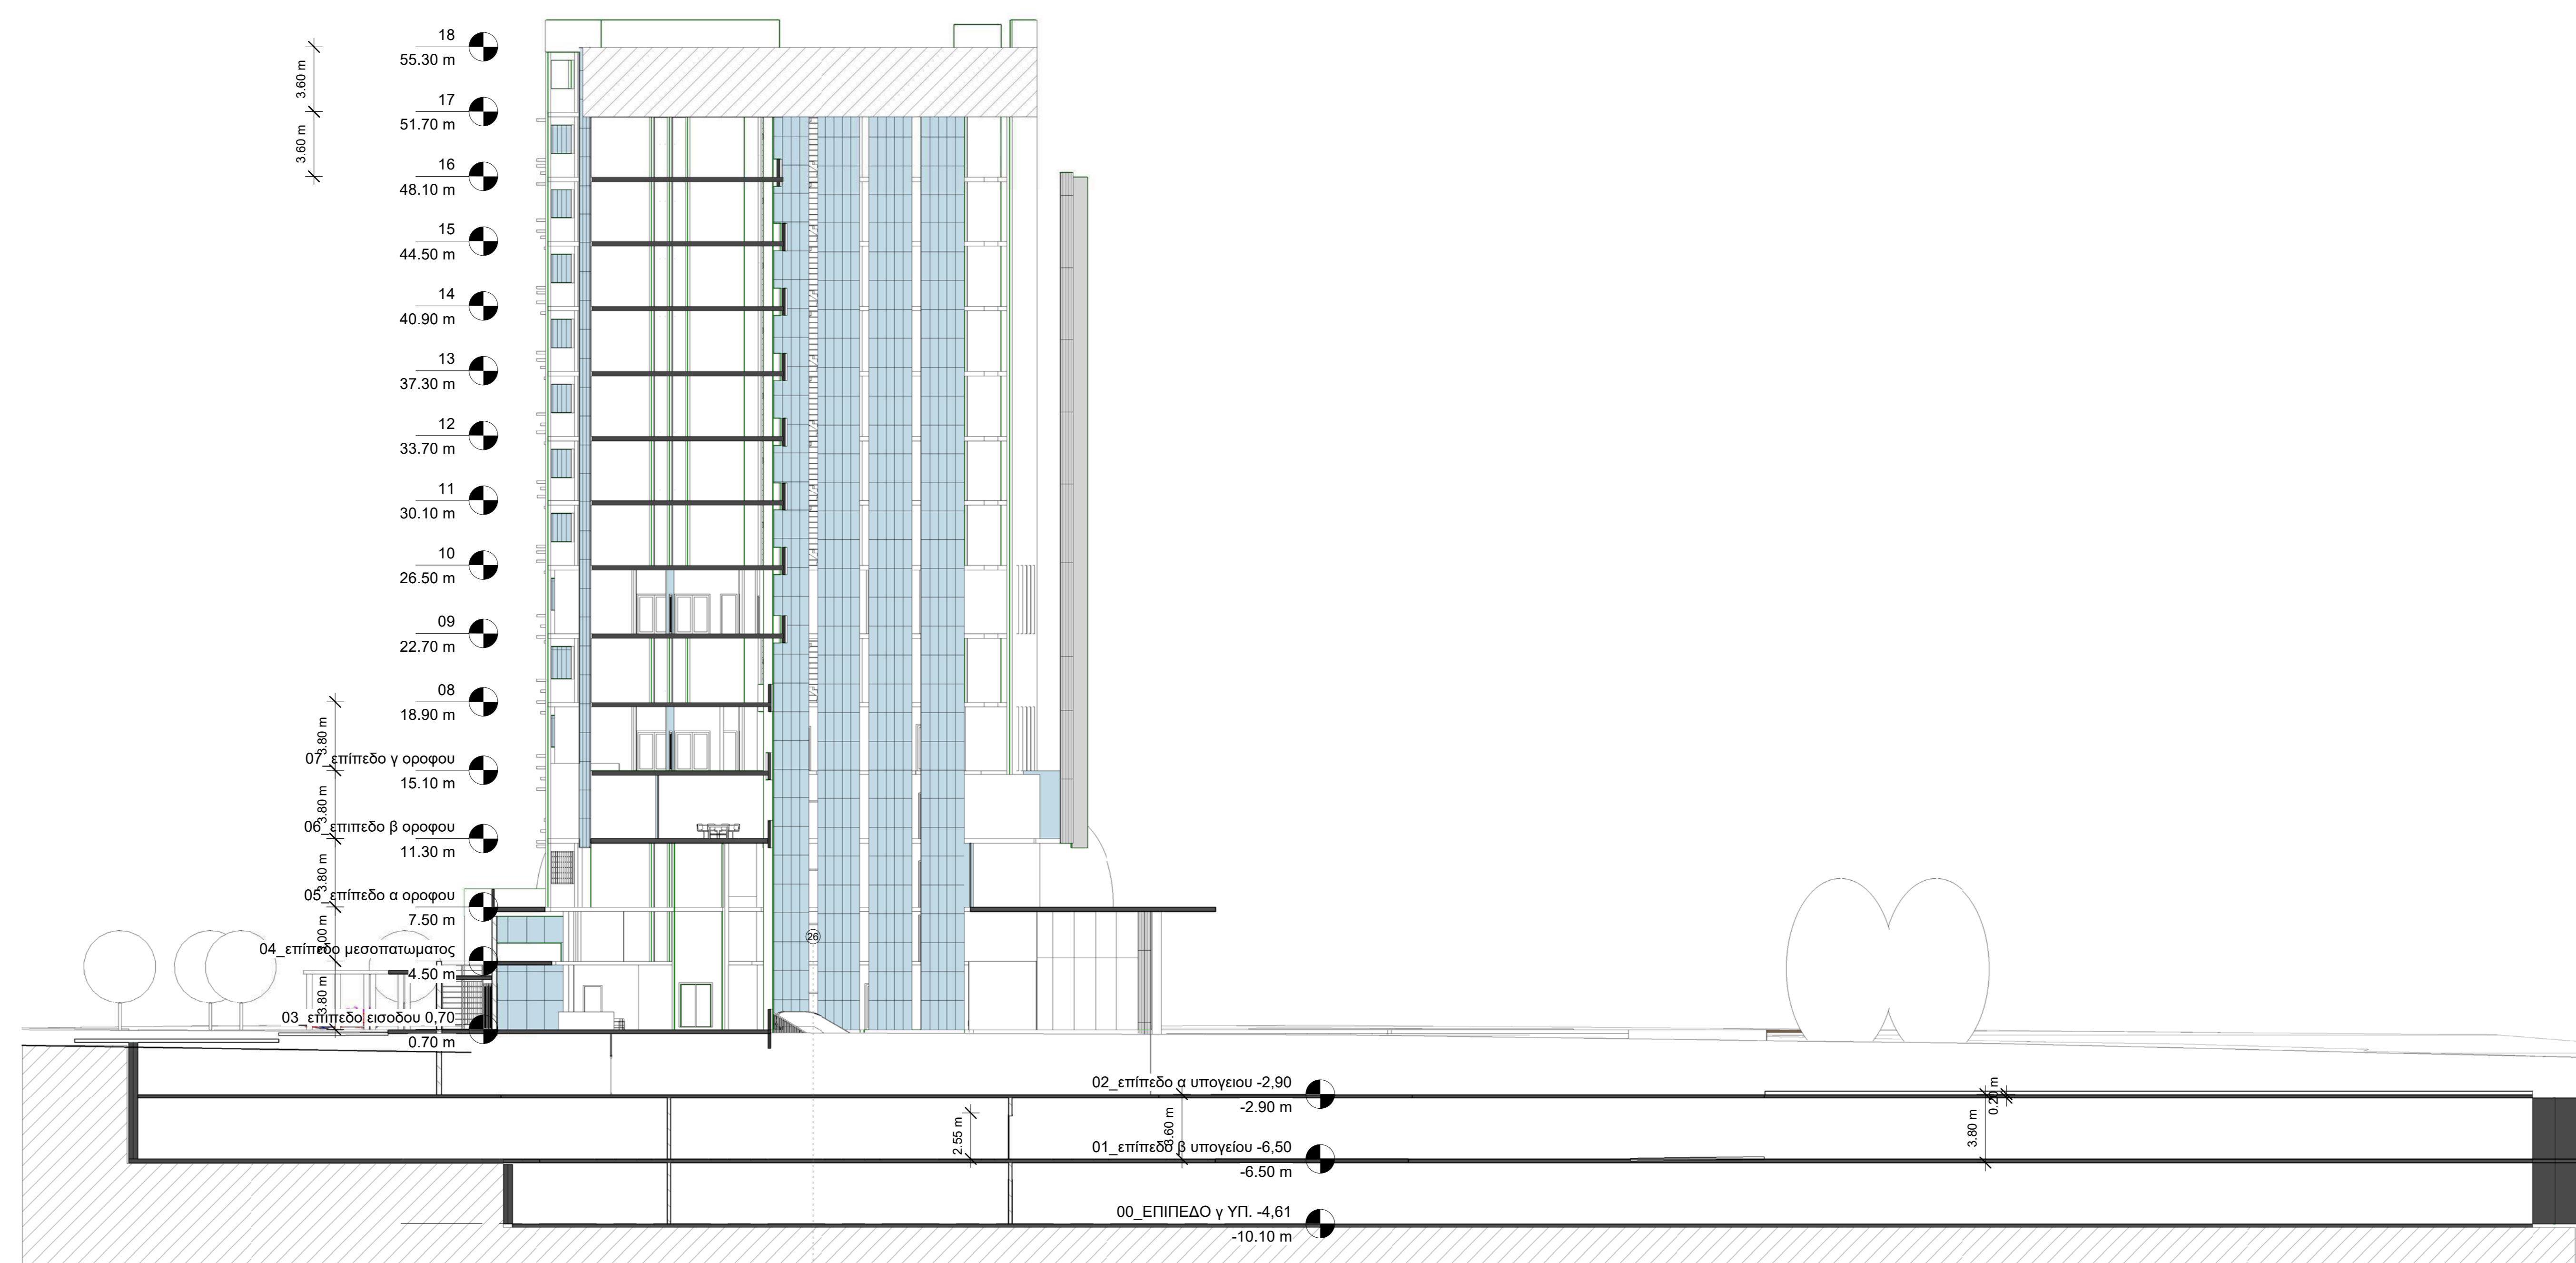 18
55.30 m
3.60 m
17
51.70 m
3.60 m
16
48.10 m
15
44.50 m
14
40.90 m
13
37.30 m
12
33.70 m
11
30.10 m
10
26.50 m
09
22.70 m
08
18.90 m
3.80 m
07_επίπεδο γ οροφου
15.10 m
3.80 m
06_επιπεδο β οροφου
11.30 m
3.80 m
05_επίπεδο α οροφου
7.50 m
26
04_επίπεδο μεσοπατωματος
4.50 m
3.80 m
03_επίπεδο εισοδου 0,70
0.70 m
02_επίπεδο α υπογειου -2,90
-2.90 m
0.20 m
2.55 m
3.60 m
3.80 m
01_επίπεδο β υπογείου -6,50
-6.50 m
00_ΕΠΙΠΕΔΟ γ ΥΠ. -4,61
-10.10 m